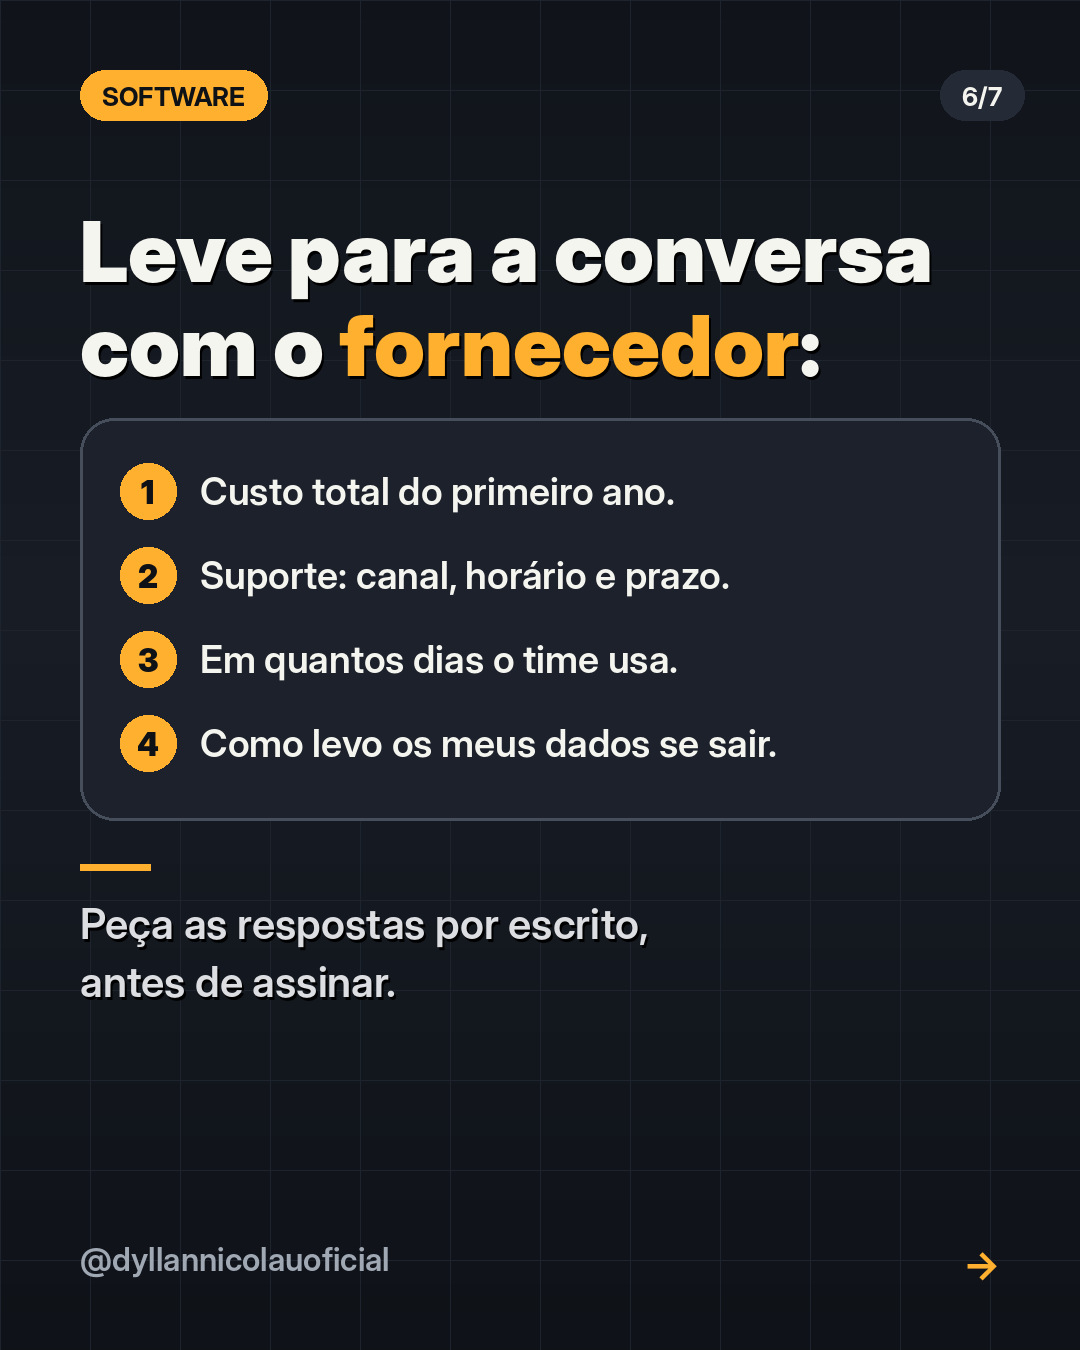 SOFTWARE
6/7
Leve para a conversa
com o fornecedor:
1 Custo total do primeiro ano.
2 Suporte: canal, horário e prazo.
3 Em quantos dias o time usa.
4 Como levo os meus dados se sair.
Peça as respostas por escrito,
antes de assinar.
@dyllannicolauoficial
→